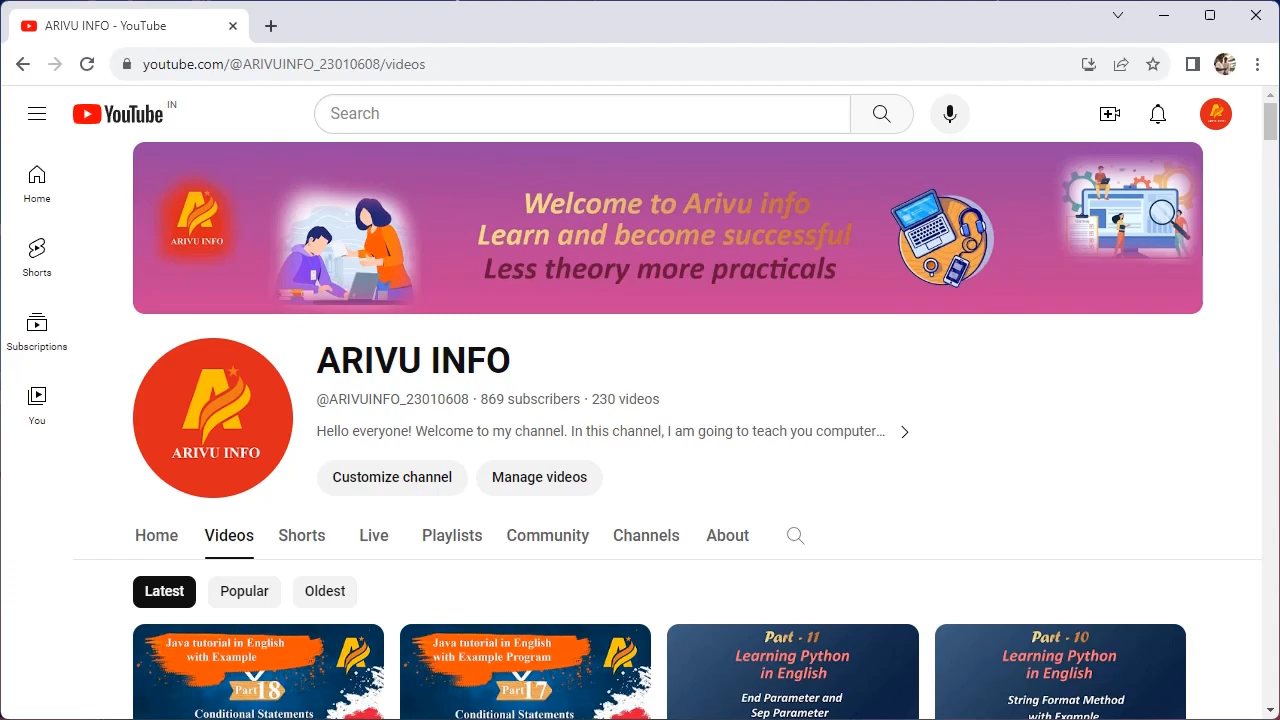 ARIVU INFO - YouTube
youtube.com/@ARIVUINFO_23010608/videos
YouTube IN
Search
Home
Shorts
Subscriptions
You
ARIVU INFO
Welcome to Arivu info
Learn and become successful
Less theory more practicals
ARIVU INFO
ARIVU INFO
@ARIVUINFO_23010608 · 869 subscribers · 230 videos
Hello everyone! Welcome to my channel. In this channel, I am going to teach you computer...
Customize channel Manage videos
Home Videos Shorts Live Playlists Community Channels About
Latest Popular Oldest
Java tutorial in English
with Example
Part 18
Conditional Statements
Java tutorial in English
with Example Program
Part 17
Conditional Statements
Part - 11
Learning Python
in English
End Parameter and
Sep Parameter
Part - 10
Learning Python
in English
String Format Method
with Example